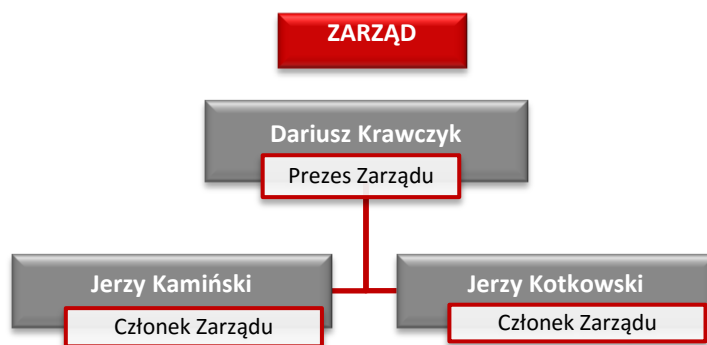 ZARZĄD
Dariusz Krawczyk
Prezes Zarządu
Jerzy Kamiński
Członek Zarządu
Jerzy Kotkowski
Członek Zarządu